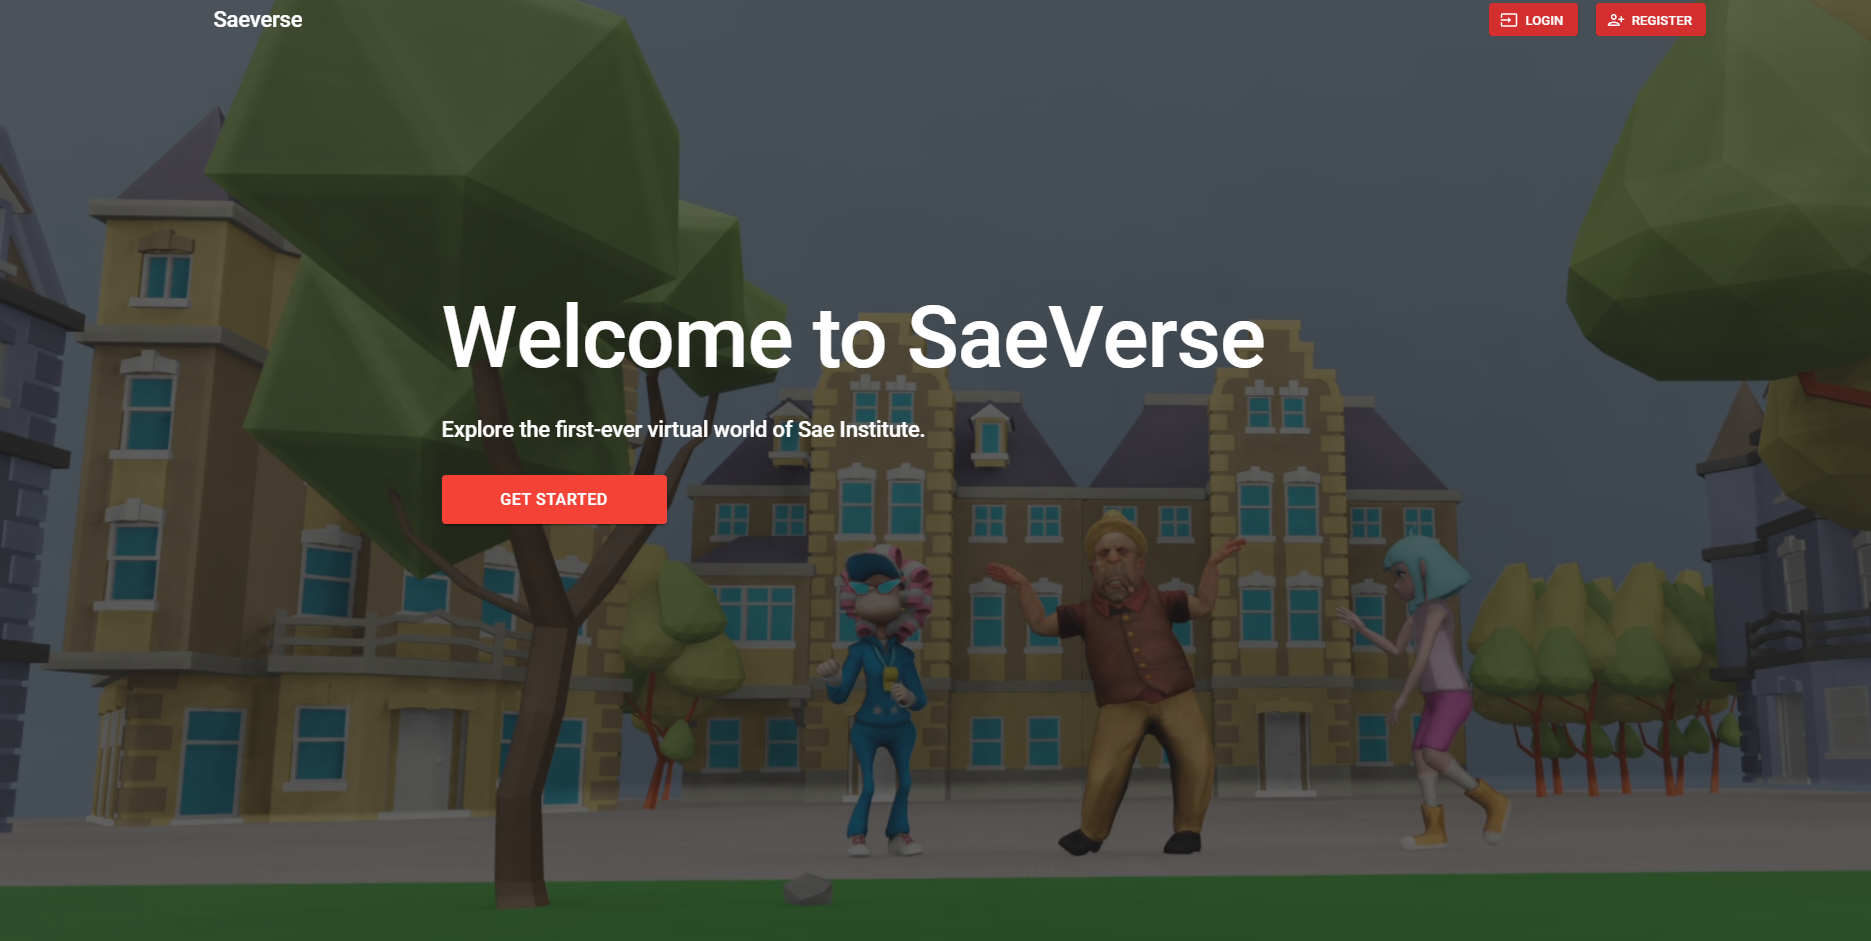 Saeverse
LOGIN
REGISTER
Welcome to SaeVerse
Explore the first-ever virtual world of Sae Institute.
GET STARTED